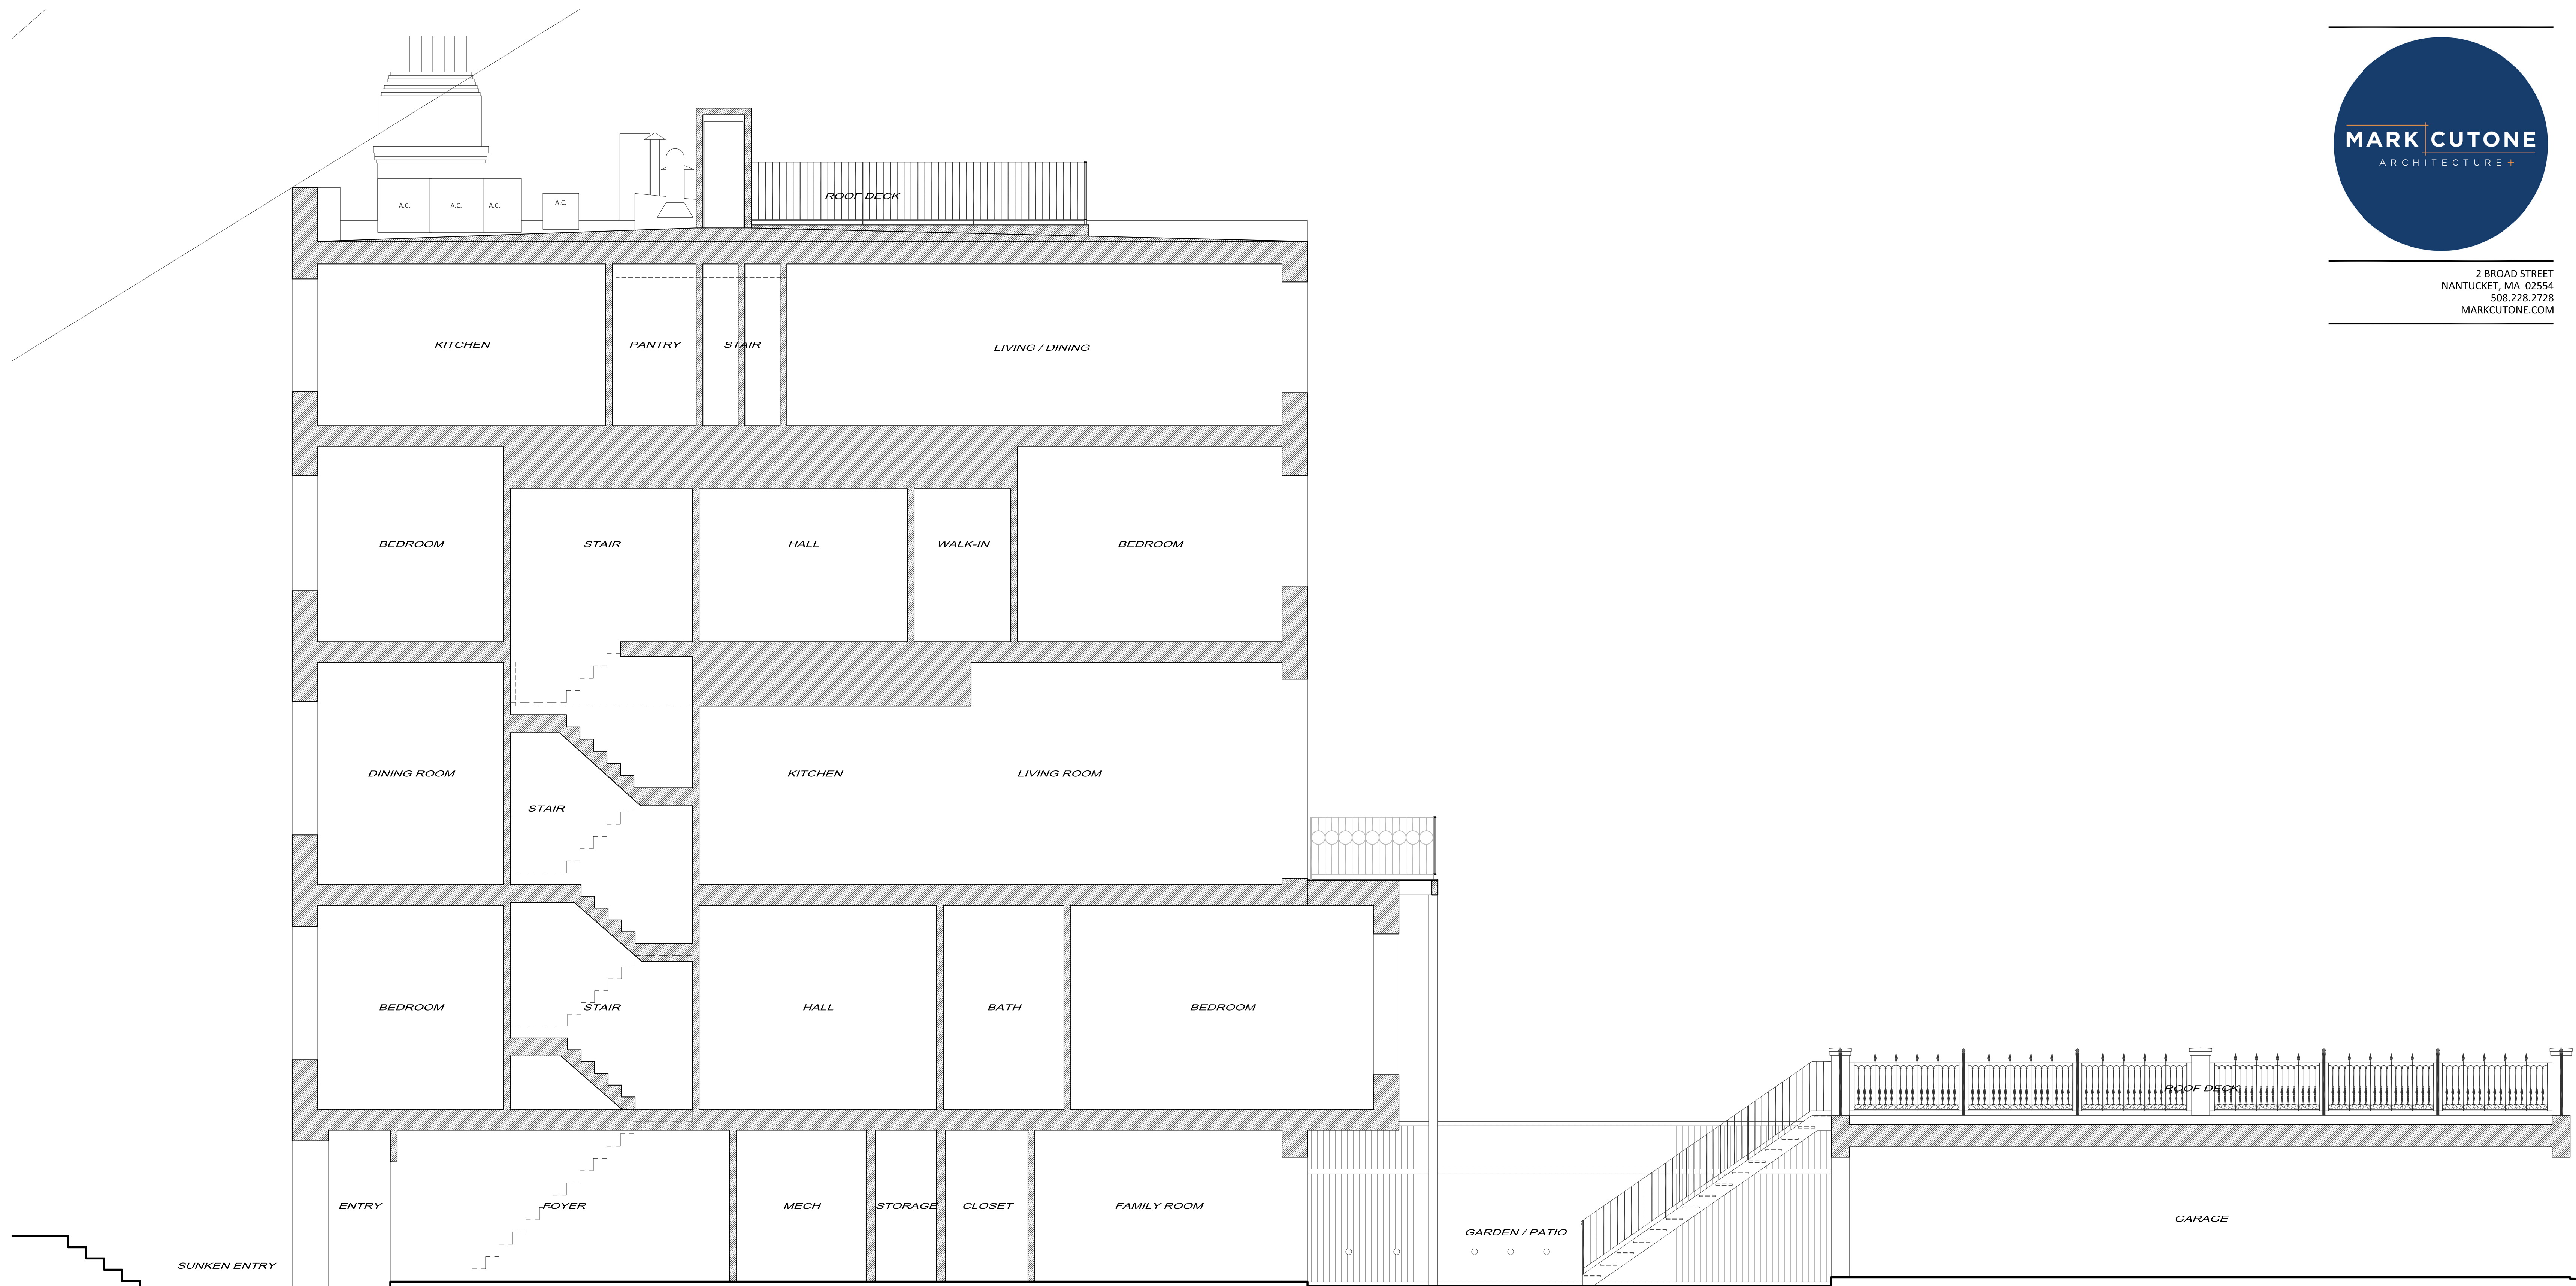 MARK CUTONE
ARCHITECTURE+
2 BROAD STREET
NANTUCKET, MA 02554
508.228.2728
MARKCUTONE.COM
A.C.
A.C.
A.C.
A.C.
ROOF DECK
KITCHEN
PANTRY
STAIR
LIVING / DINING
BEDROOM
STAIR
HALL
WALK-IN
BEDROOM
DINING ROOM
STAIR
KITCHEN
LIVING ROOM
BEDROOM
STAIR
HALL
BATH
BEDROOM
ROOF DECK
ENTRY
FOYER
MECH
STORAGE
CLOSET
FAMILY ROOM
GARDEN / PATIO
GARAGE
SUNKEN ENTRY